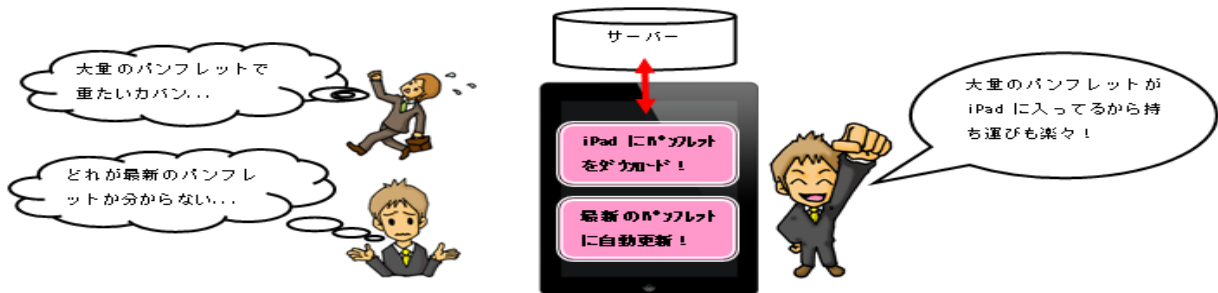 大量のパンフレットで
重たいカバン...
どれが最新のパンフレ
ットか分からない...
サーバー
iPad にパンフレット
をダウンロード！
最新のパンフレット
に自動更新！
大量のパンフレットが
iPad に入ってるから持
ち運びも楽々！